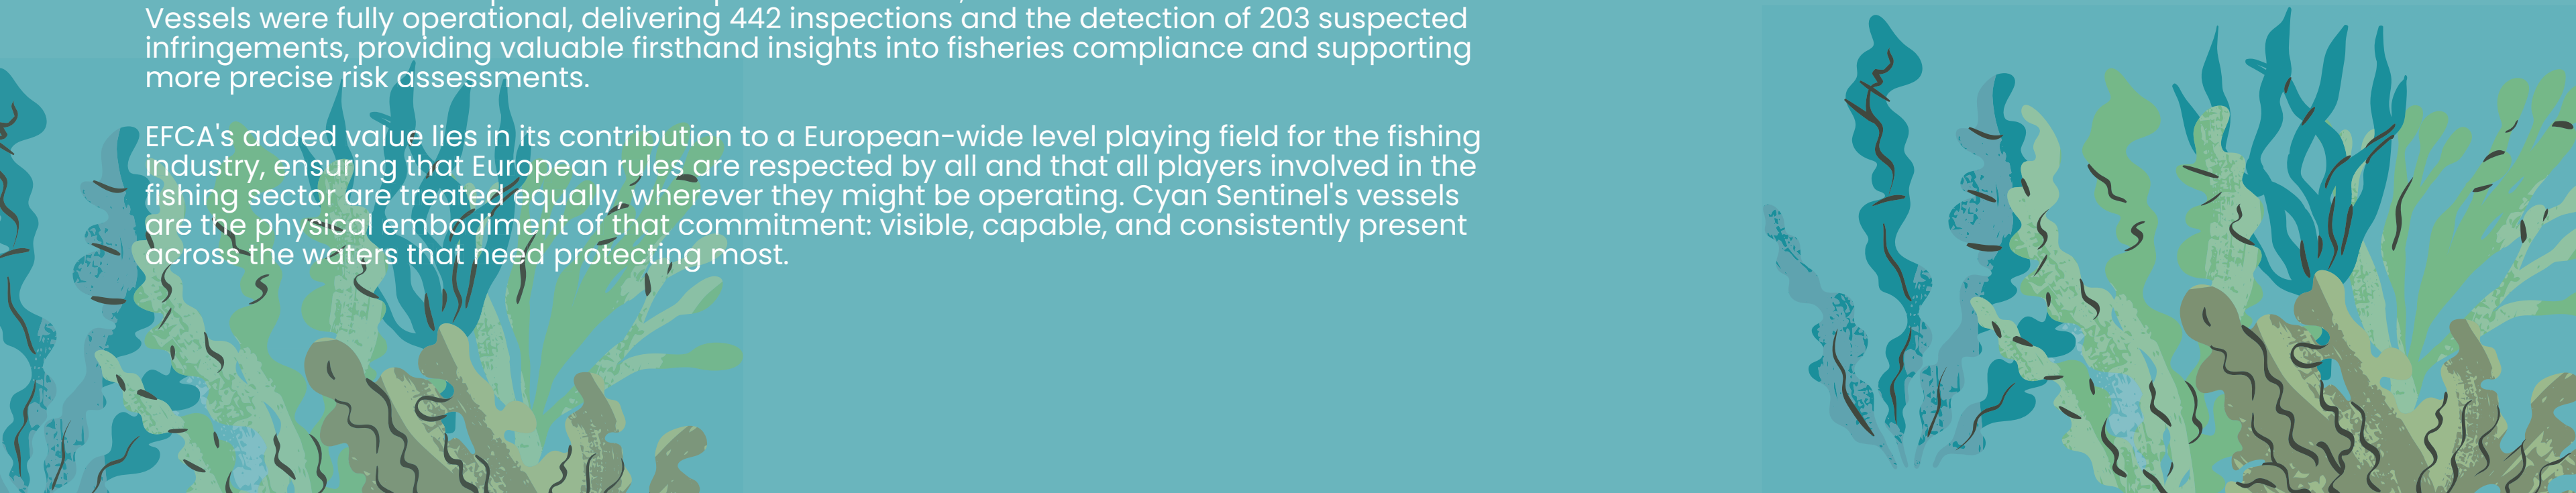 Vessels were fully operational, delivering 442 inspections and the detection of 203 suspected
infringements, providing valuable firsthand insights into fisheries compliance and supporting
more precise risk assessments.
EFCA's added value lies in its contribution to a European-wide level playing field for the fishing
industry, ensuring that European rules are respected by all and that all players involved in the
fishing sector are treated equally, wherever they might be operating. Cyan Sentinel's vessels
are the physical embodiment of that commitment: visible, capable, and consistently present
across the waters that need protecting most.